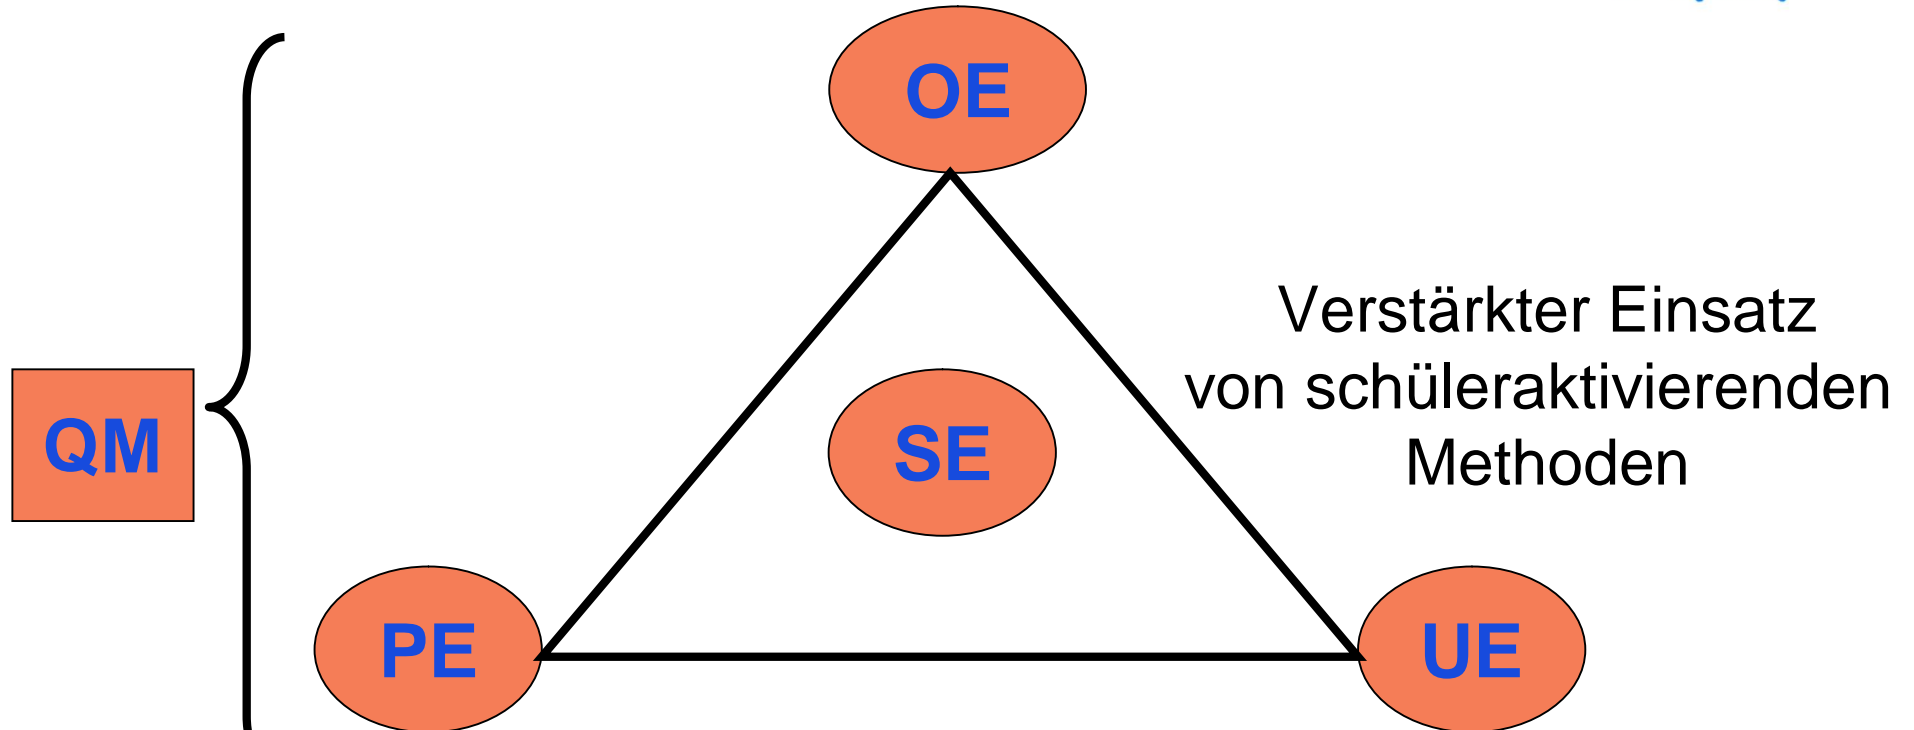 OE
Verstärkter Einsatz
von schüleraktivierenden
Methoden
QM
SE
PE
UE